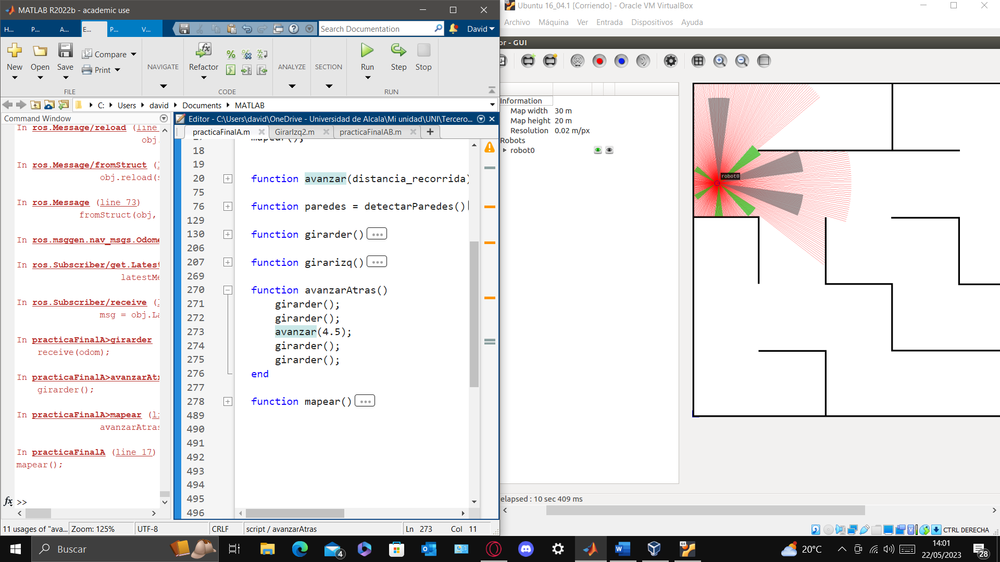 MATLAB R2022b - academic use
H...
P...
A...
E...
P...
V...
Search Documentation
David
New
Open
Save
Compare
Print
FILE
NAVIGATE
Refactor
CODE
ANALYZE
SECTION
Run
Step
Stop
RUN
C:
Users
david
Documents
MATLAB
Command Window
In ros.Message/reload (line
obj.
In ros.Message/fromStruct (
obj.reload(
In ros.Message (line 73)
fromStruct(obj,
In ros.msggen.nav_msgs.Odome
In ros.Subscriber/get.Latest
latestMe
In ros.Subscriber/receive (
msg = obj.La
In practicaFinalA>girarder
receive(odom);
In practicaFinalA>avanzarAtr
girarder();
In practicaFinalA>mapear (li
avanzarAtras
In practicaFinalA (line 17)
mapear();
fx >>
Editor - C:\Users\david\OneDrive - Universidad de Alcala\Mi unidad\UNI\Tercero...
practicaFinalA.m
GirarIzq2.m
practicaFinalAB.m
17 mapear();
18
19
20 function avanzar(distancia_recorrida)
75
76 function paredes = detectarParedes()
129
130 function girarder() ...
206
207 function girarizq() ...
269
270 function avanzarAtras()
271 girarder();
272 girarder();
273 avanzar(4.5);
274 girarder();
275 girarder();
276 end
277
278 function mapear() ...
489
490
491
492
493
494
495
496
11 usages of "ava...
Zoom: 125%
UTF-8
CRLF
script / avanzarAtras
Ln 273
Col 11
Ubuntu 16_04.1 [Corriendo] - Oracle VM VirtualBox
Archivo
Máquina
Ver
Entrada
Dispositivos
Ayuda
or - GUI
Information
Map width 30 m
Map height 20 m
Resolution 0.02 m/px
Robots
robot0
robot0
elapsed : 10 sec 409 ms
CTRL DERECHA
Buscar
4
64
20°C
14:01
22/05/2023
28